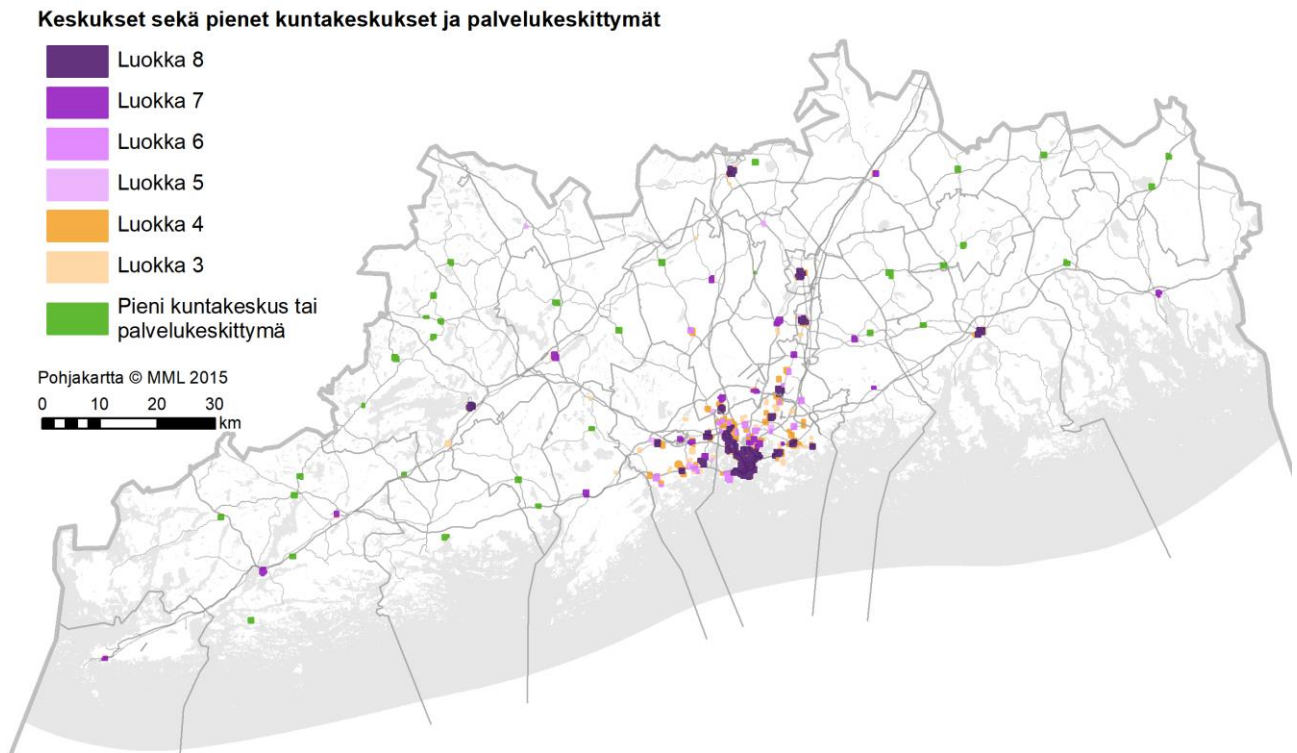 Keskukset sekä pienet kuntakeskukset ja palvelukeskittymät
Luokka 8
Luokka 7
Luokka 6
Luokka 5
Luokka 4
Luokka 3
Pieni kuntakeskus tai
palvelukeskittymä
Pohjakartta © MML 2015
0 10 20 30
km